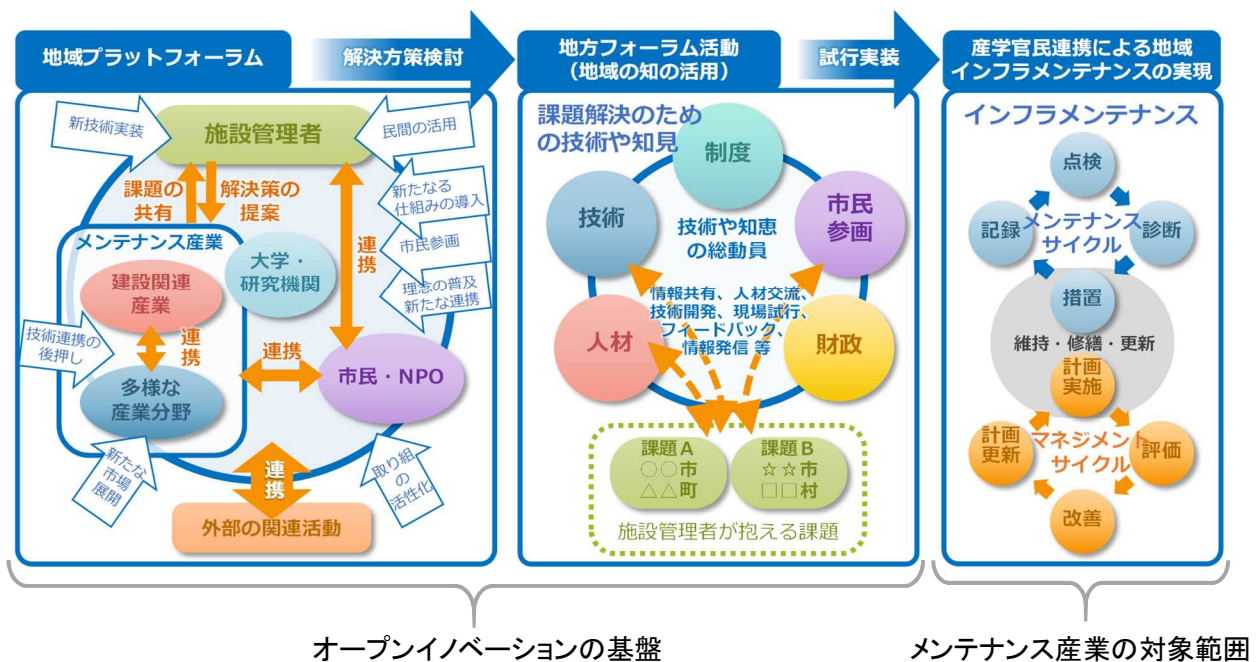 地域プラットフォーラム
解決方策検討
地方フォーラム活動
（地域の知の活用）
試行実装
産学官民連携による地域
インフラメンテナンスの実現
新技術実装
施設管理者
民間の活用
課題の
共有
解決策の
提案
新たなる
仕組みの導入
市民参画
理念の普及
新たな連携
連携
メンテナンス産業
建設関連
産業
大学・
研究機関
技術連携の
後押し
連携
連携
多様な
産業分野
市民・NPO
新たな
市場
展開
連携
取り組
の
活性化
外部の関連活動
課題解決のため
の技術や知見
制度
技術
市民
参画
技術や知恵
の総動員
情報共有、人材交流、
技術開発、現場試行、
フィードバック、
情報発信 等
人材
財政
課題A
○○市
△△町
課題B
☆☆市
□□村
施設管理者が抱える課題
インフラメンテナンス
点検
記録
メンテナンス
サイクル
診断
措置
維持・修繕・更新
計画
実施
計画
更新
マネジメント
サイクル
評価
改善
オープンイノベーションの基盤
メンテナンス産業の対象範囲